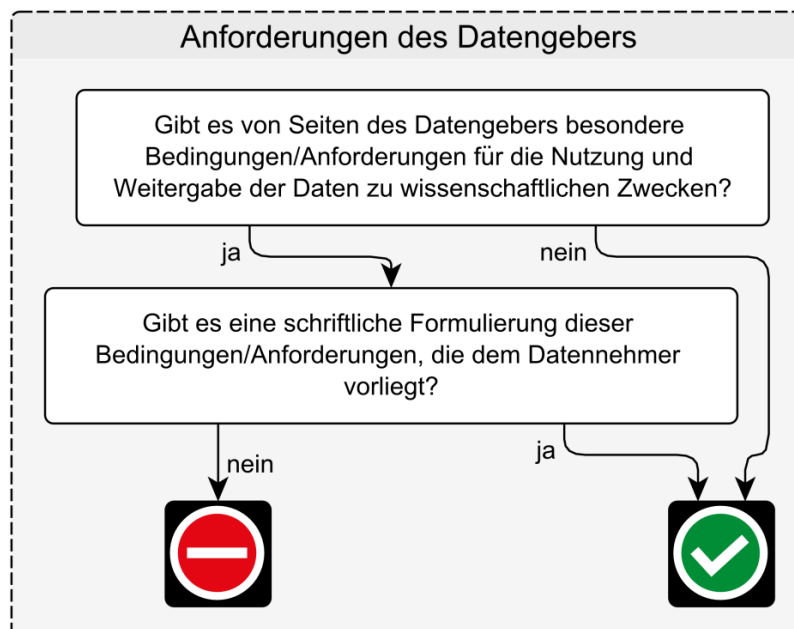 Anforderungen des Datengebers
Gibt es von Seiten des Datengebers besondere
Bedingungen/Anforderungen für die Nutzung und
Weitergabe der Daten zu wissenschaftlichen Zwecken?
ja
nein
Gibt es eine schriftliche Formulierung dieser
Bedingungen/Anforderungen, die dem Datennehmer
vorliegt?
nein
ja